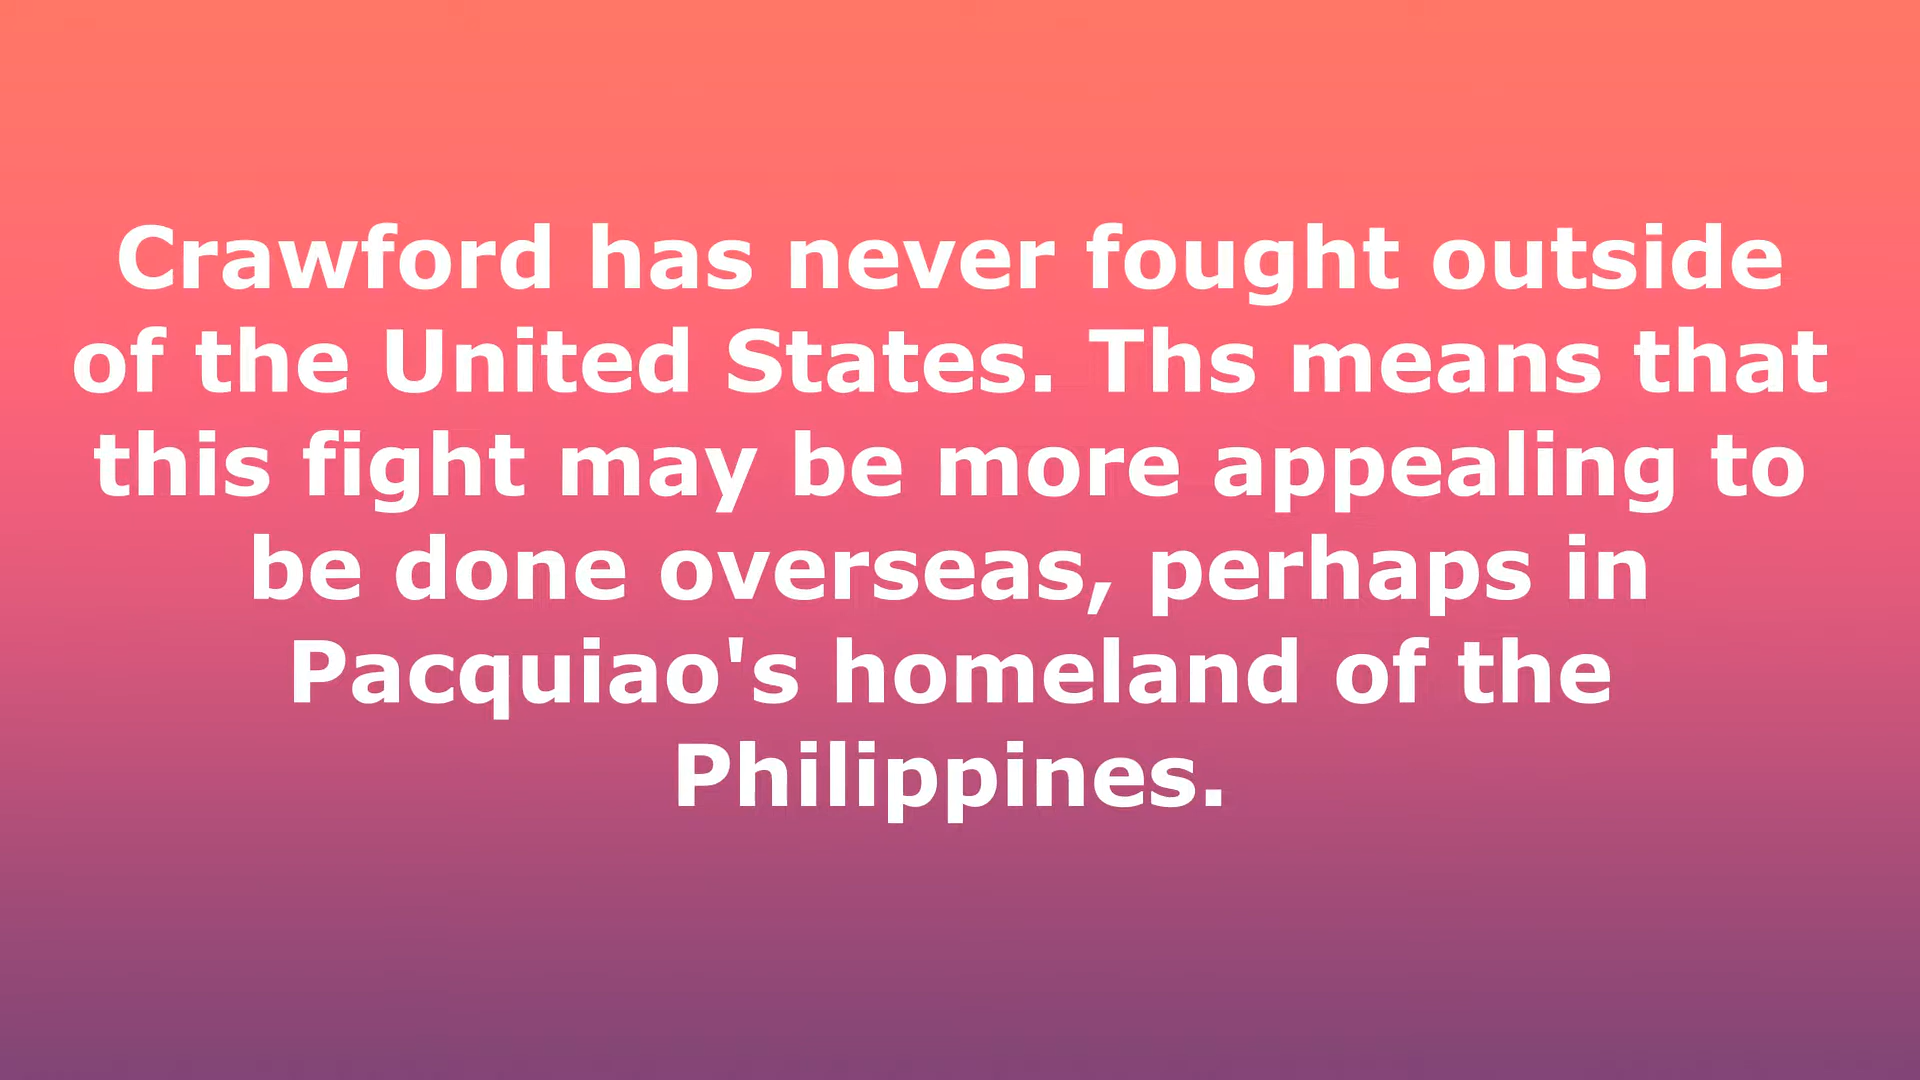 Crawford has never fought outside
of the United States. Ths means that
this fight may be more appealing to
be done overseas, perhaps in
Pacquiao's homeland of the
Philippines.